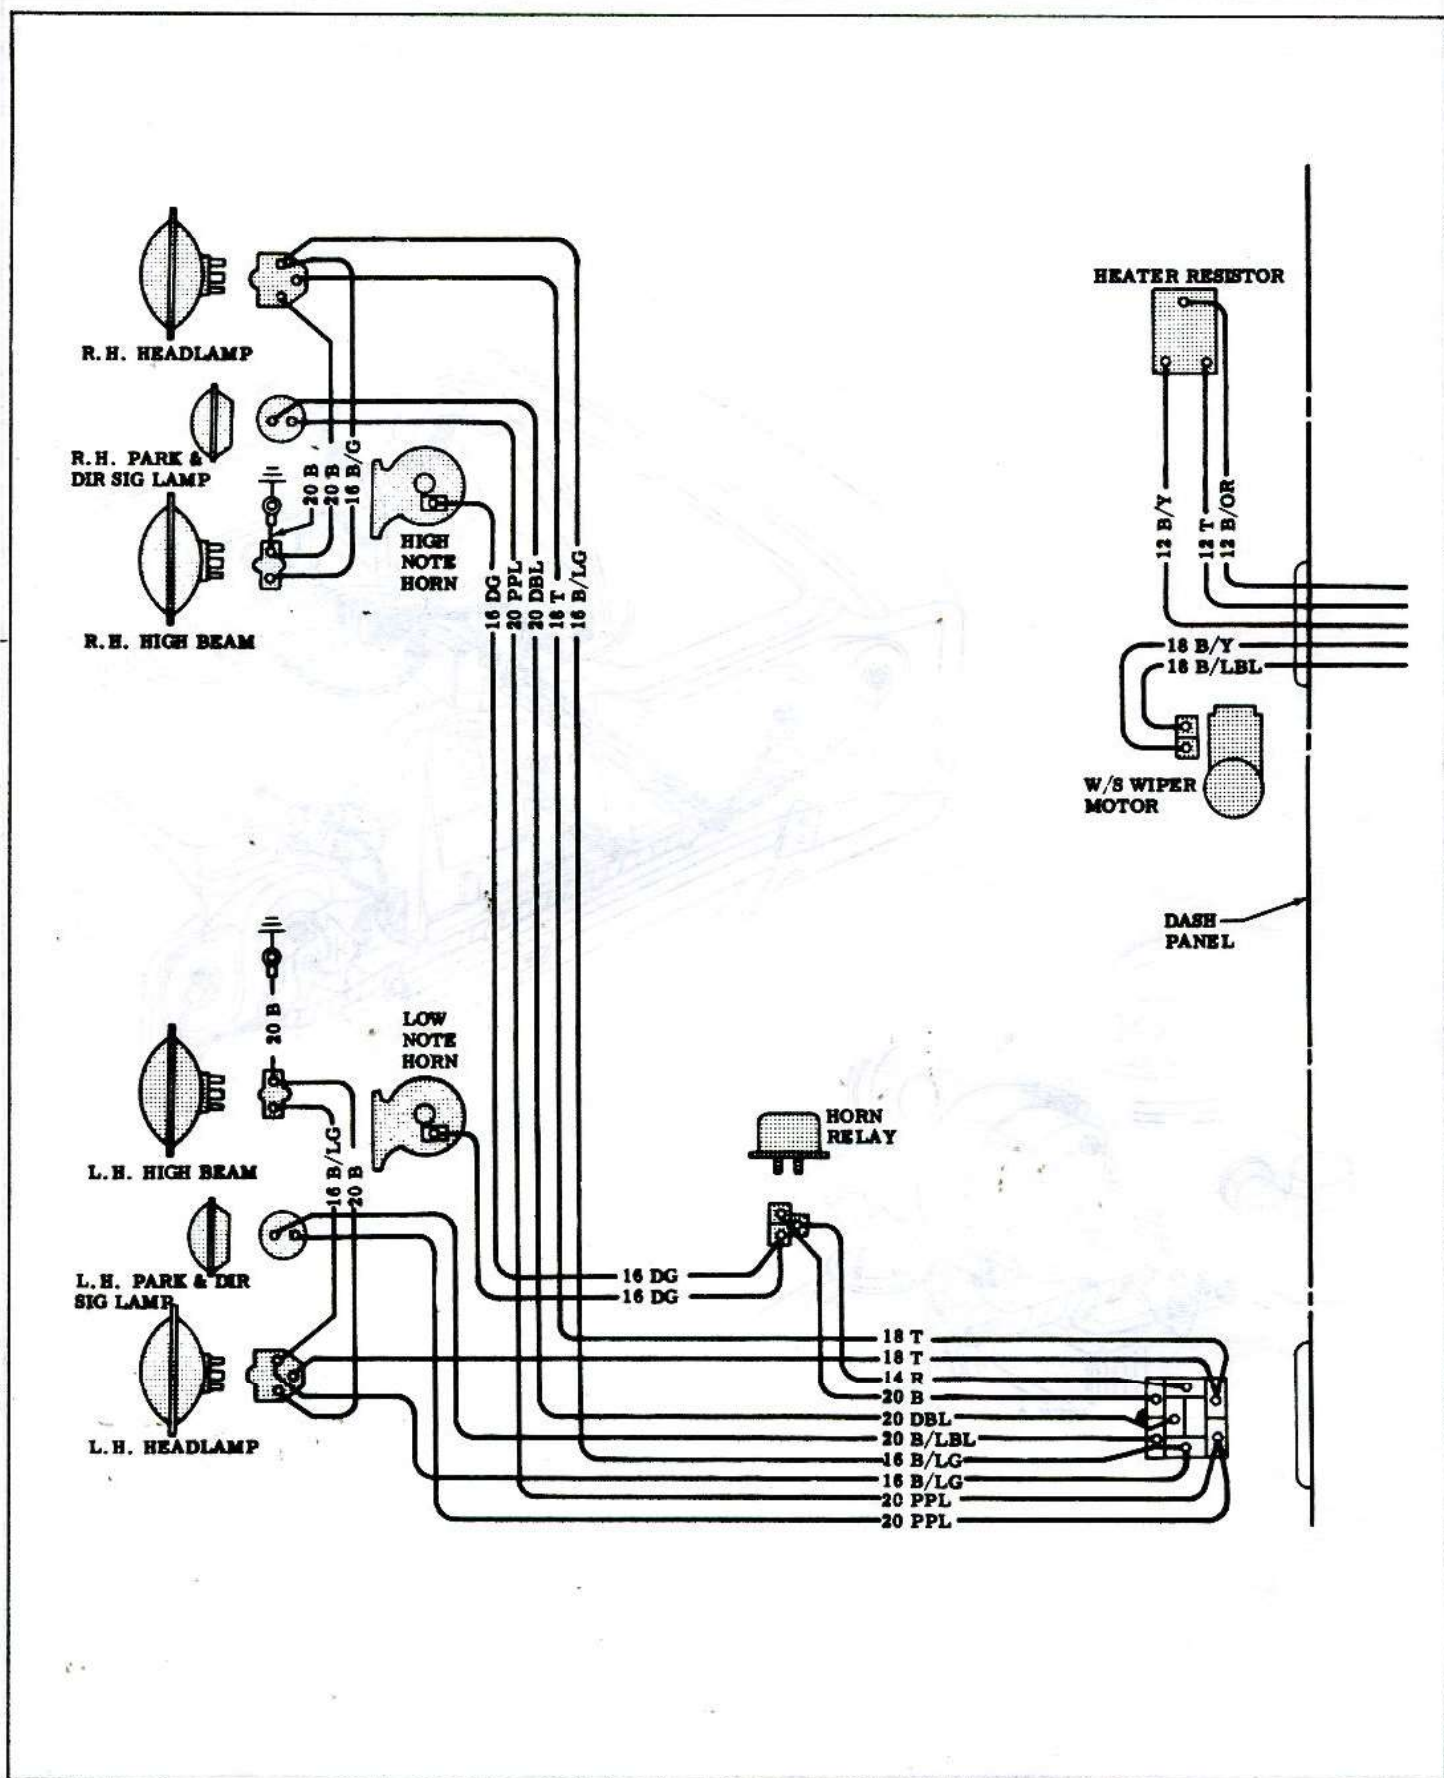 HEATER RESISTOR
R.H. HEADLAMP
R.H. PARK &
DIR SIG LAMP
20 B
20 B
16 B/G
12 B/Y
12 T
12 B/OR
HIGH
NOTE
HORN
16 DG
20 PPL
20 DBL
18 T
16 B/LG
R.H. HIGH BEAM
18 B/Y
18 B/LBL
W/S WIPER
MOTOR
DASH
PANEL
20 B
LOW
NOTE
HORN
HORN
RELAY
L.H. HIGH BEAM
16 B/LG
20 B
L.H. PARK & DIR
SIG LAMP
16 DG
16 DG
18 T
18 T
14 R
20 B
20 DBL
20 B/LBL
16 B/LG
16 B/LG
20 PPL
20 PPL
L.H. HEADLAMP